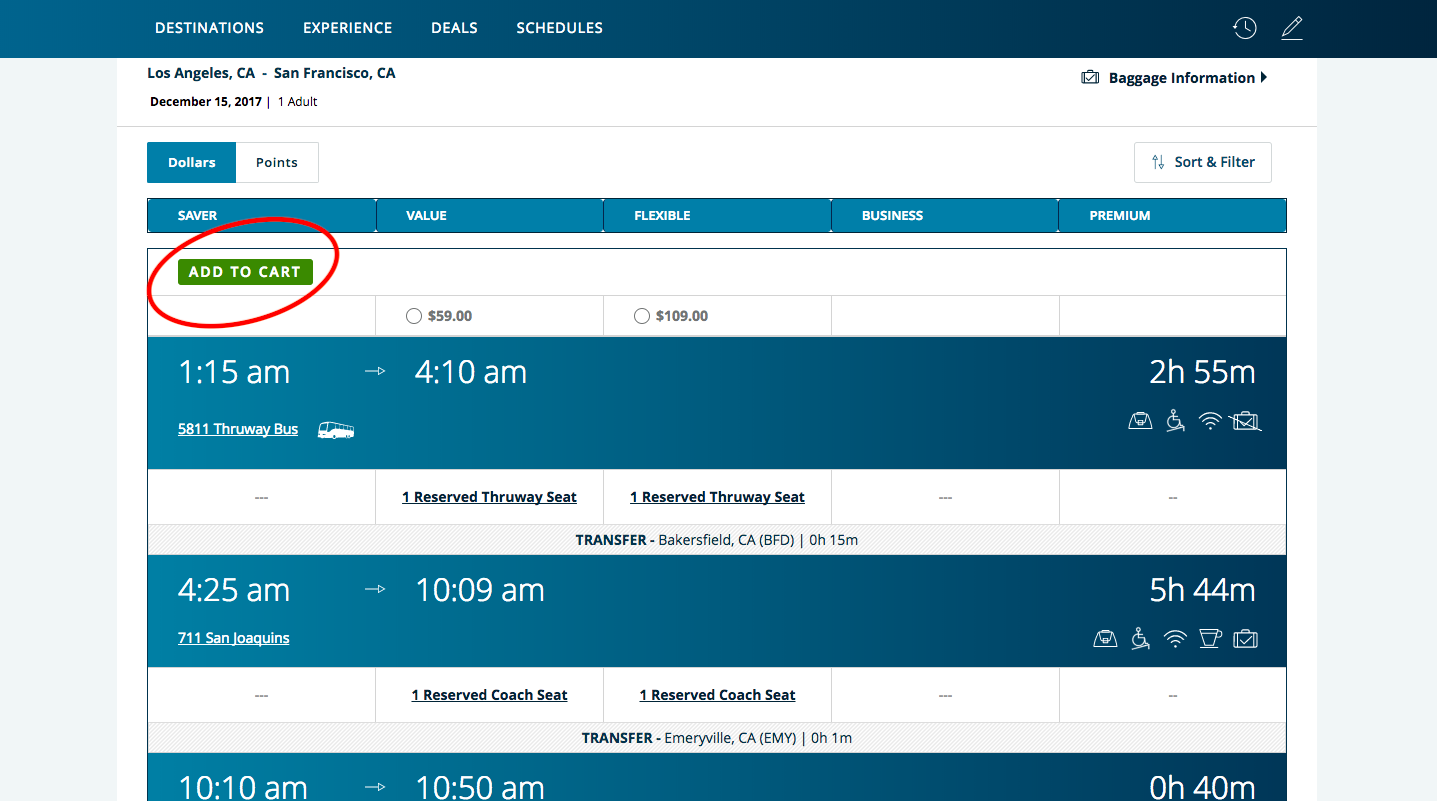 DESTINATIONS EXPERIENCE DEALS SCHEDULES
Los Angeles, CA - San Francisco, CA
Baggage Information
December 15, 2017 | 1 Adult
Dollars Points Sort & Filter
SAVER VALUE FLEXIBLE BUSINESS PREMIUM
ADD TO CART
$59.00 $109.00
1:15 am 4:10 am 2h 55m
5811 Thruway Bus
--- 1 Reserved Thruway Seat 1 Reserved Thruway Seat --- --
TRANSFER - Bakersfield, CA (BFD) | 0h 15m
4:25 am 10:09 am 5h 44m
711 San Joaquins
--- 1 Reserved Coach Seat 1 Reserved Coach Seat --- --
TRANSFER - Emeryville, CA (EMY) | 0h 1m
10:10 am 10:50 am 0h 40m